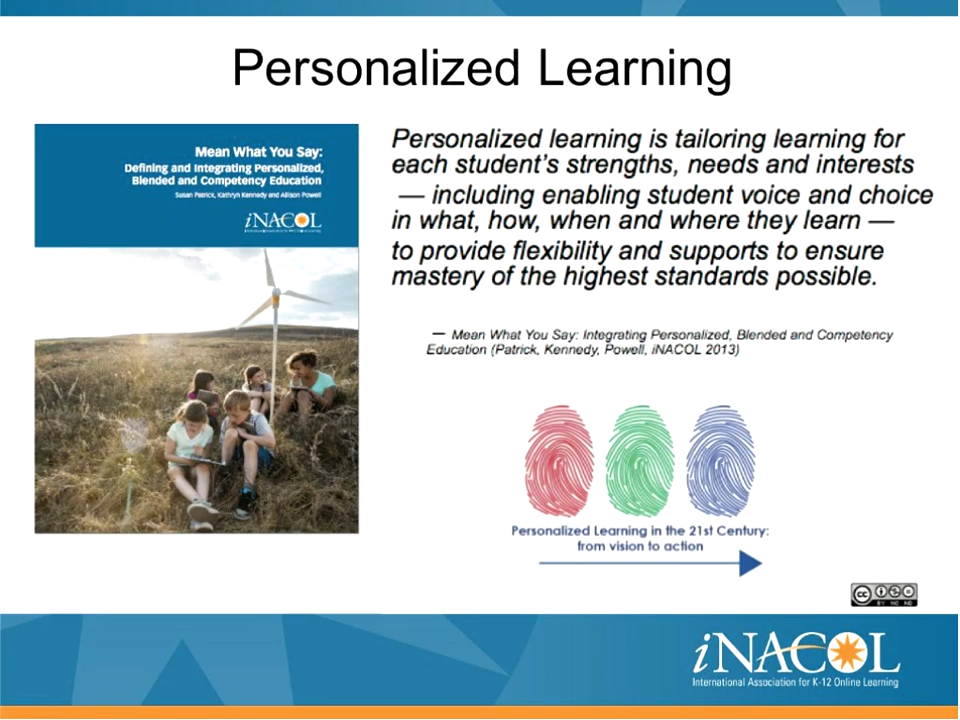 Personalized Learning
Mean What You Say:
Defining and Integrating Personalized,
Blended and Competency Education
Susan Patrick, Kathryn Kennedy and Allison Powell
iNACOL
Personalized learning is tailoring learning for
each student's strengths, needs and interests
— including enabling student voice and choice
in what, how, when and where they learn —
to provide flexibility and supports to ensure
mastery of the highest standards possible.
— Mean What You Say: Integrating Personalized, Blended and Competency
Education (Patrick, Kennedy, Powell, iNACOL 2013)
Personalized Learning in the 21st Century:
from vision to action
cc
BY NC ND
iNACOL
International Association for K-12 Online Learning